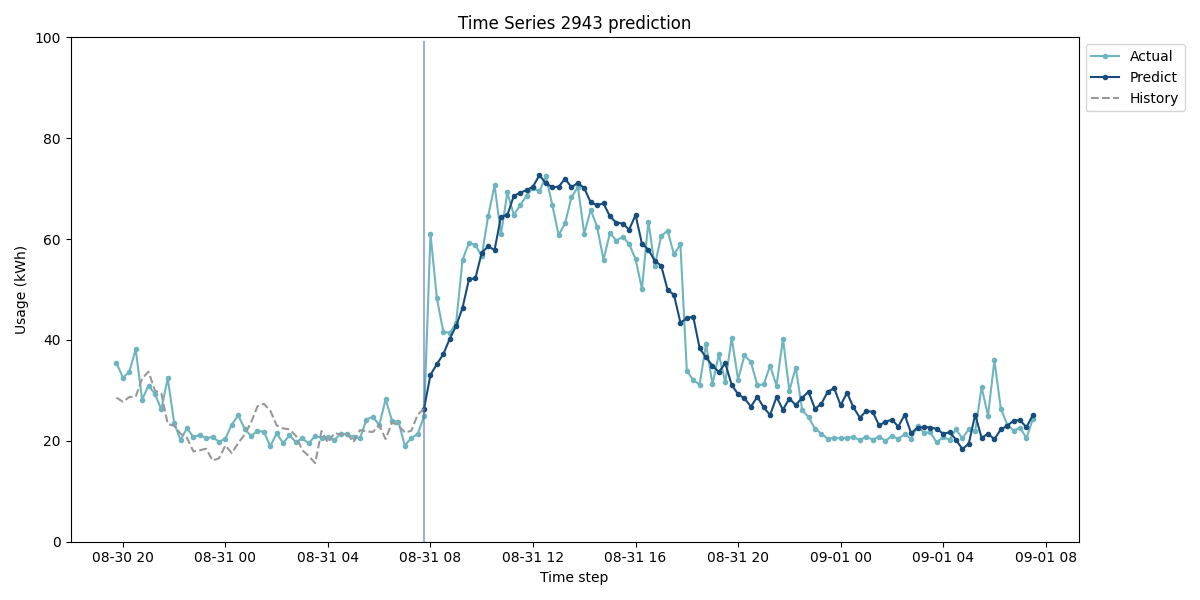 Time Series 2943 prediction
100
80
60
40
20
0
Usage (kWh)
08-30 20
08-31 00
08-31 04
08-31 08
08-31 12
08-31 16
08-31 20
09-01 00
09-01 04
09-01 08
Time step
Actual
Predict
History